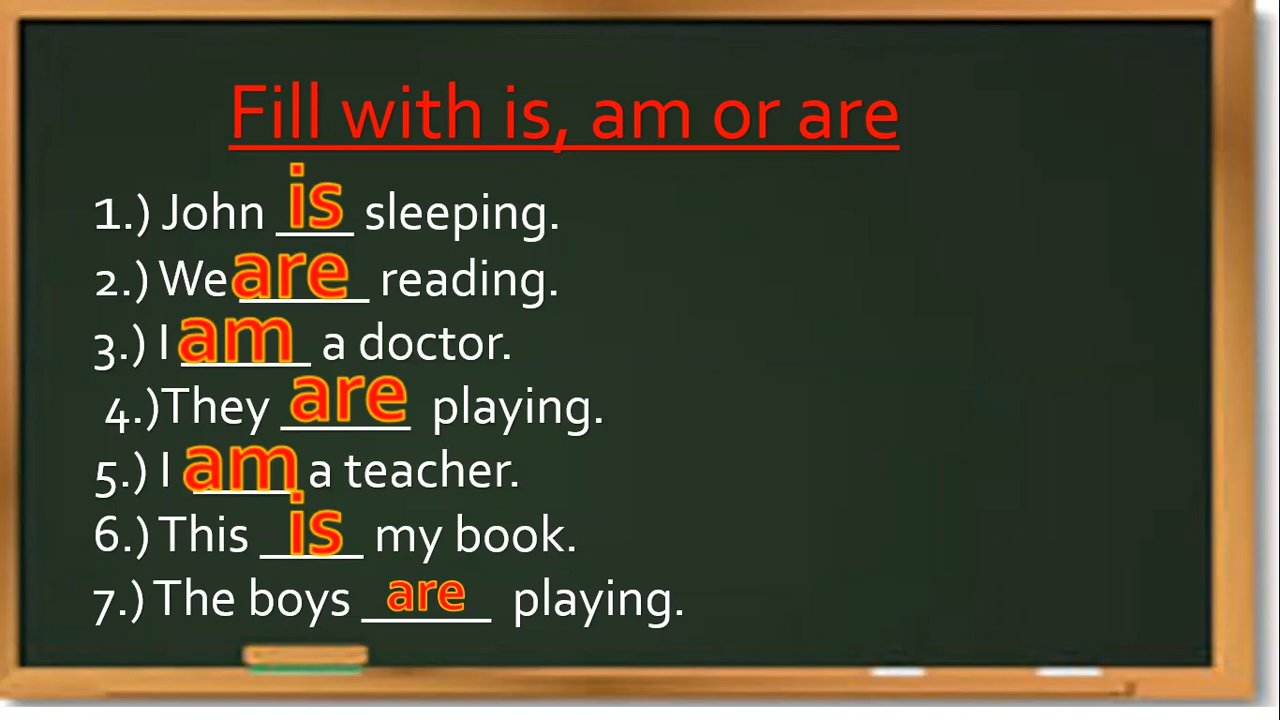 Fill with is, am or are
1.) John is sleeping.
2.) We are reading.
3.) I am a doctor.
4.)They are playing.
5.) I am a teacher.
6.) This is my book.
7.) The boys are playing.